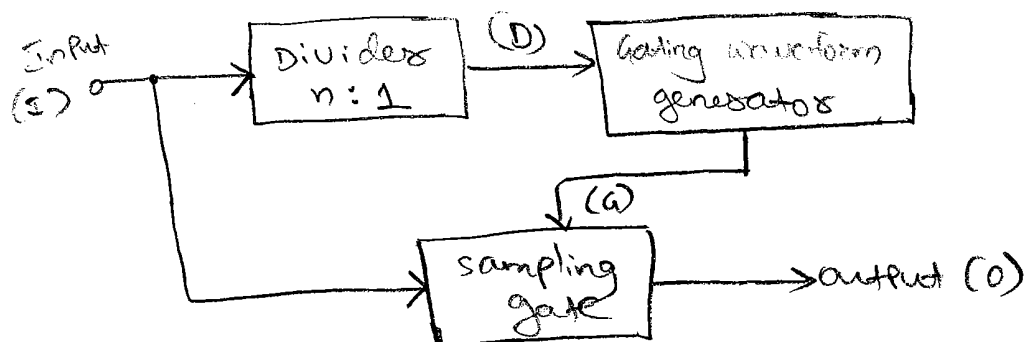 Input
(I)
Divider
n : 1
(D)
Gating waveform
generator
(G)
sampling
gate
output (O)